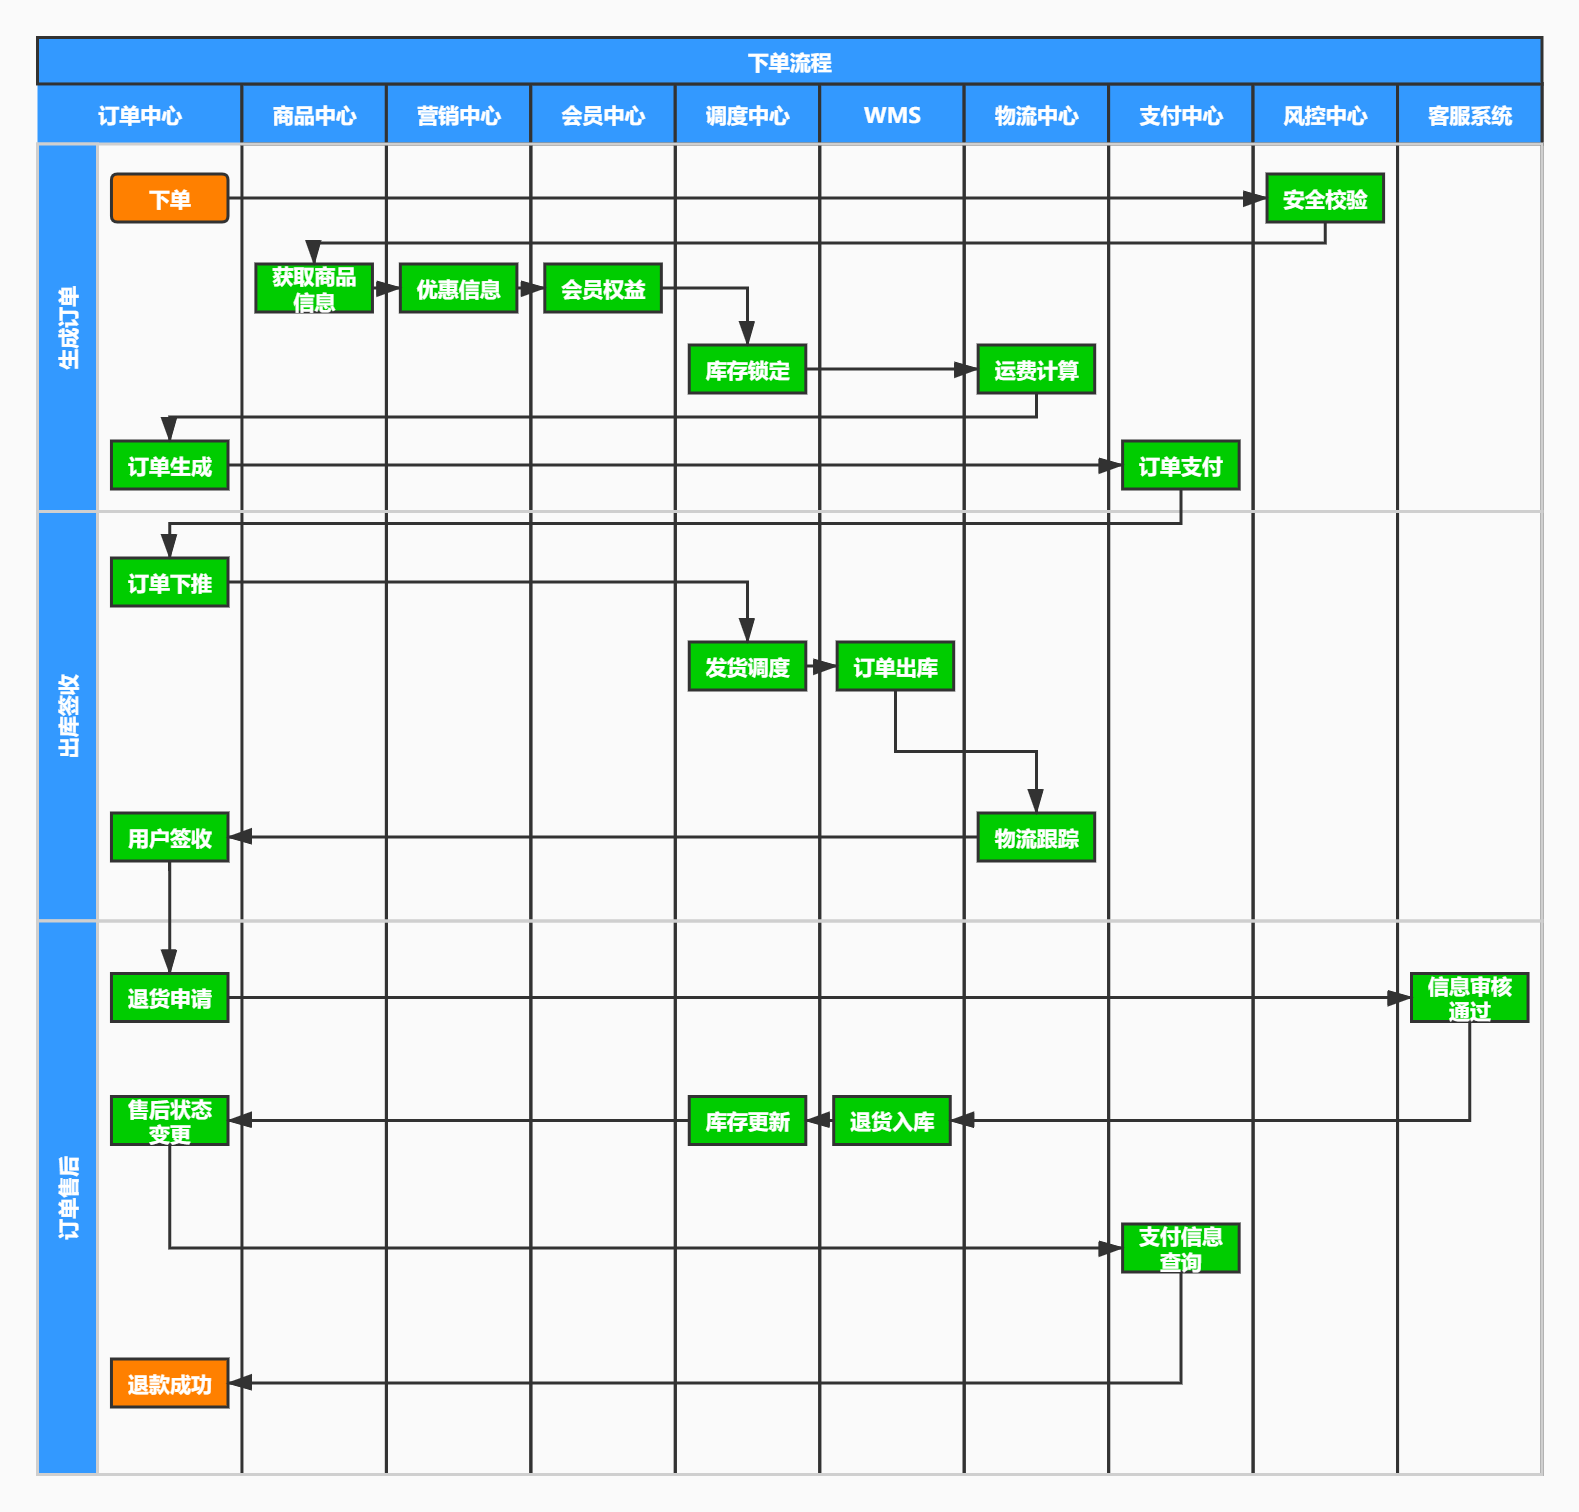 下单流程
订单中心
商品中心
营销中心
会员中心
调度中心
WMS
物流中心
支付中心
风控中心
客服系统
生成订单
下单
安全校验
获取商品
信息
优惠信息
会员权益
库存锁定
运费计算
订单生成
订单支付
出库签收
订单下推
发货调度
订单出库
用户签收
物流跟踪
订单售后
退货申请
信息审核
通过
售后状态
变更
库存更新
退货入库
支付信息
查询
退款成功